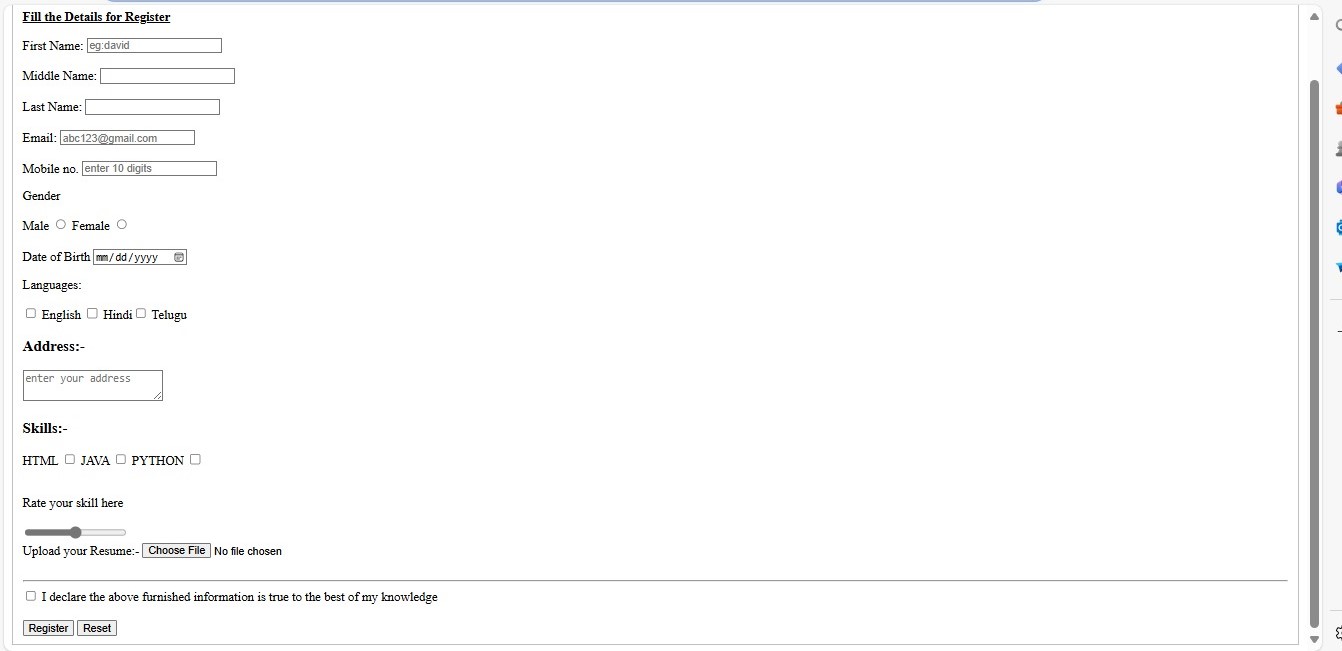 Fill the Details for Register
First Name: eg:david
Middle Name:
Last Name:
Email: abc123@gmail.com
Mobile no. enter 10 digits
Gender
Male Female
Date of Birth mm/dd/yyyy
Languages:
English Hindi Telugu
Address:-
enter your address
Skills:-
HTML JAVA PYTHON
Rate your skill here
Upload your Resume:- Choose File No file chosen
I declare the above furnished information is true to the best of my knowledge
Register Reset